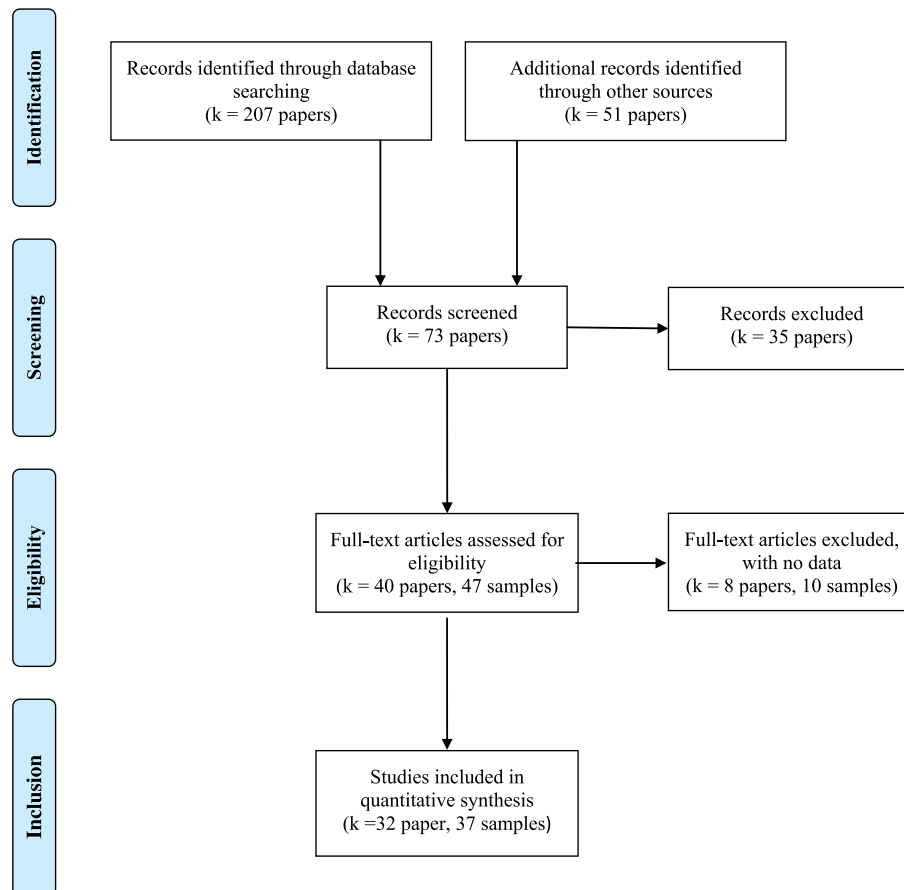 Identification
Records identified through database
searching
(k = 207 papers)
Additional records identified
through other sources
(k = 51 papers)
Screening
Records screened
(k = 73 papers)
Records excluded
(k = 35 papers)
Eligibility
Full-text articles assessed for
eligibility
(k = 40 papers, 47 samples)
Full-text articles excluded,
with no data
(k = 8 papers, 10 samples)
Inclusion
Studies included in
quantitative synthesis
(k =32 paper, 37 samples)